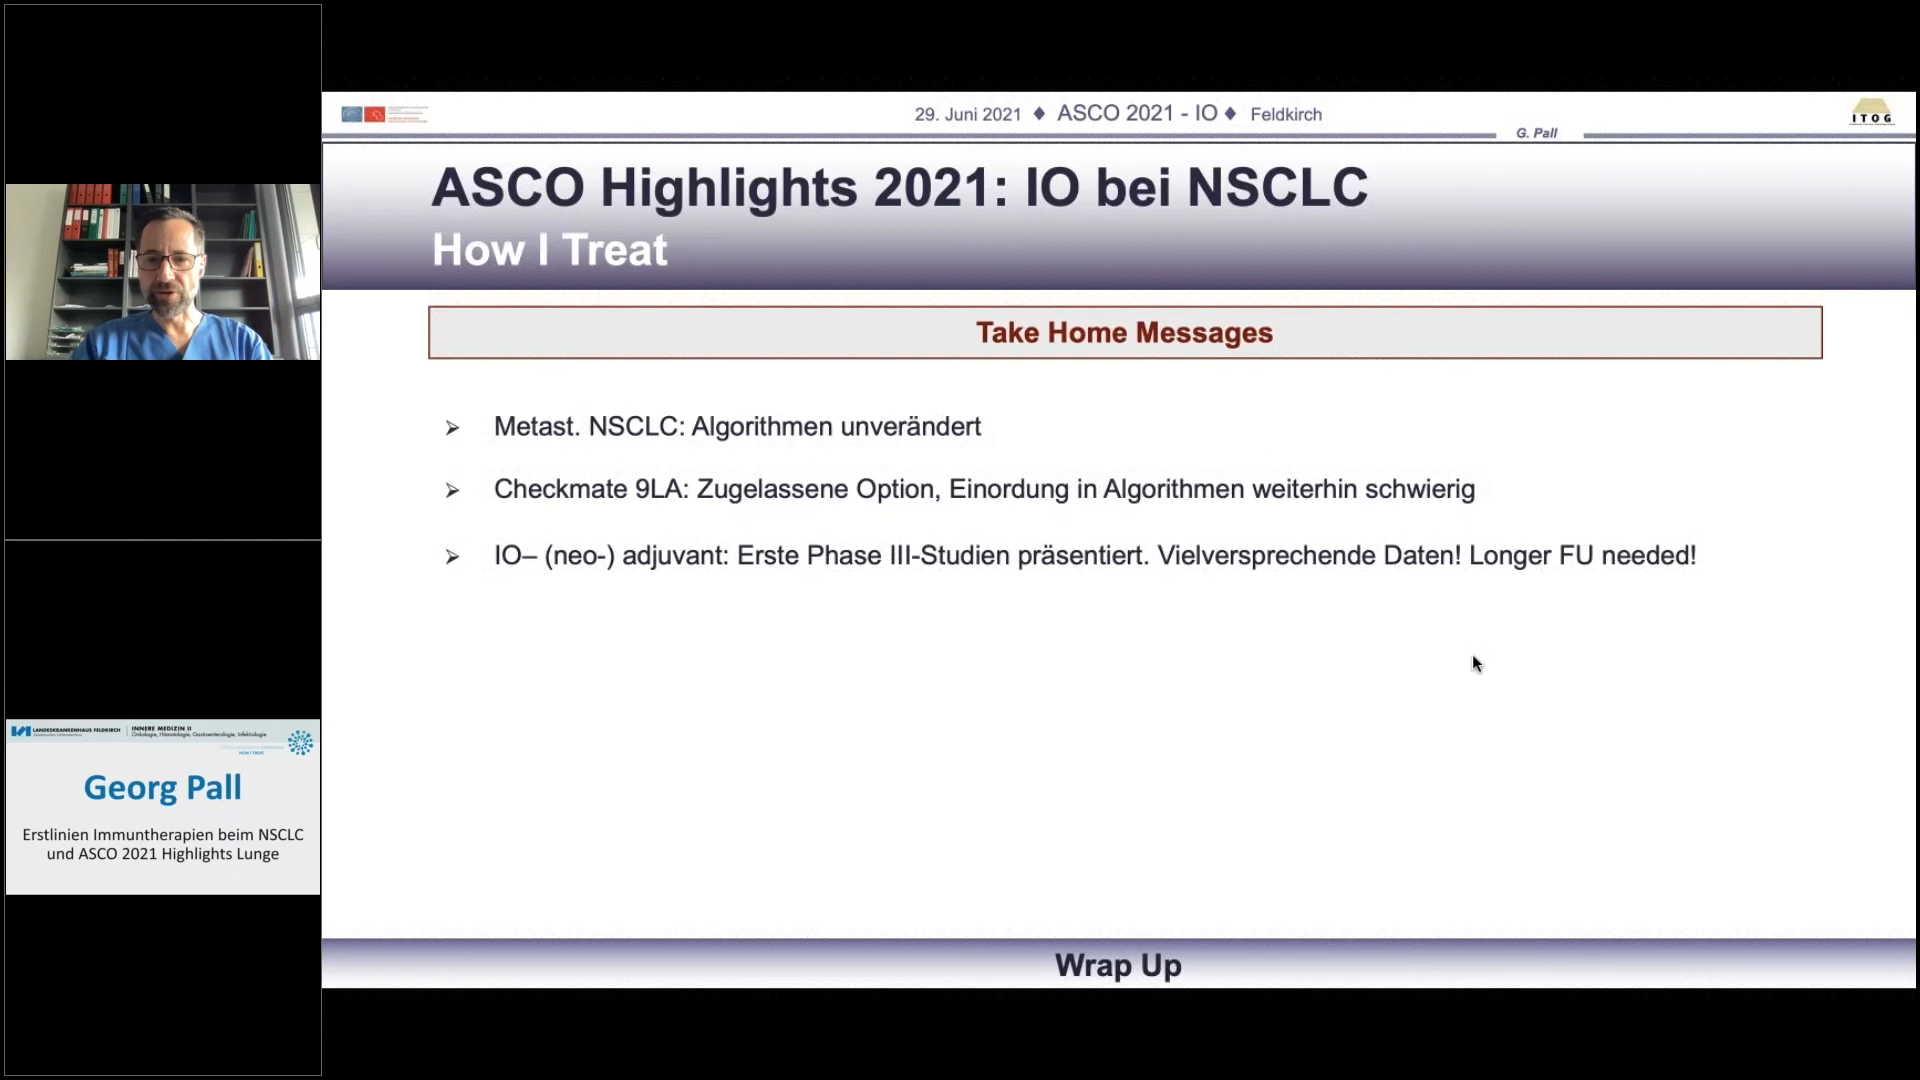 29. Juni 2021 ♦ ASCO 2021 - IO ♦ Feldkirch
ITOG
G. Pall
ASCO Highlights 2021: IO bei NSCLC
How I Treat
Take Home Messages
➢ Metast. NSCLC: Algorithmen unverändert
➢ Checkmate 9LA: Zugelassene Option, Einordung in Algorithmen weiterhin schwierig
➢ IO– (neo-) adjuvant: Erste Phase III-Studien präsentiert. Vielversprechende Daten! Longer FU needed!
Wrap Up
LANDESKRANKENHAUS FELDKIRCH
INNERE MEDIZIN II
Onkologie, Hämatologie, Gastroenterologie, Infektiologie
HOW I TREAT
Georg Pall
Erstlinien Immuntherapien beim NSCLC
und ASCO 2021 Highlights Lunge